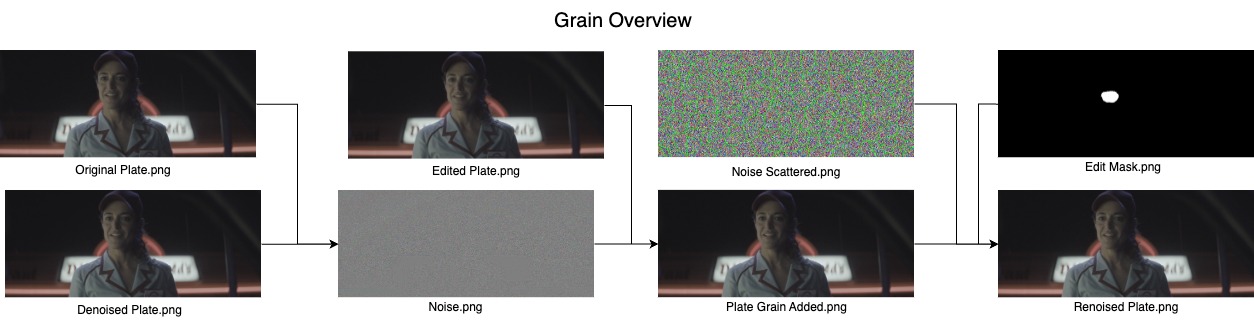 Grain Overview
Original Plate.png
Edited Plate.png
Noise Scattered.png
Edit Mask.png
Denoised Plate.png
Noise.png
Plate Grain Added.png
Renoised Plate.png